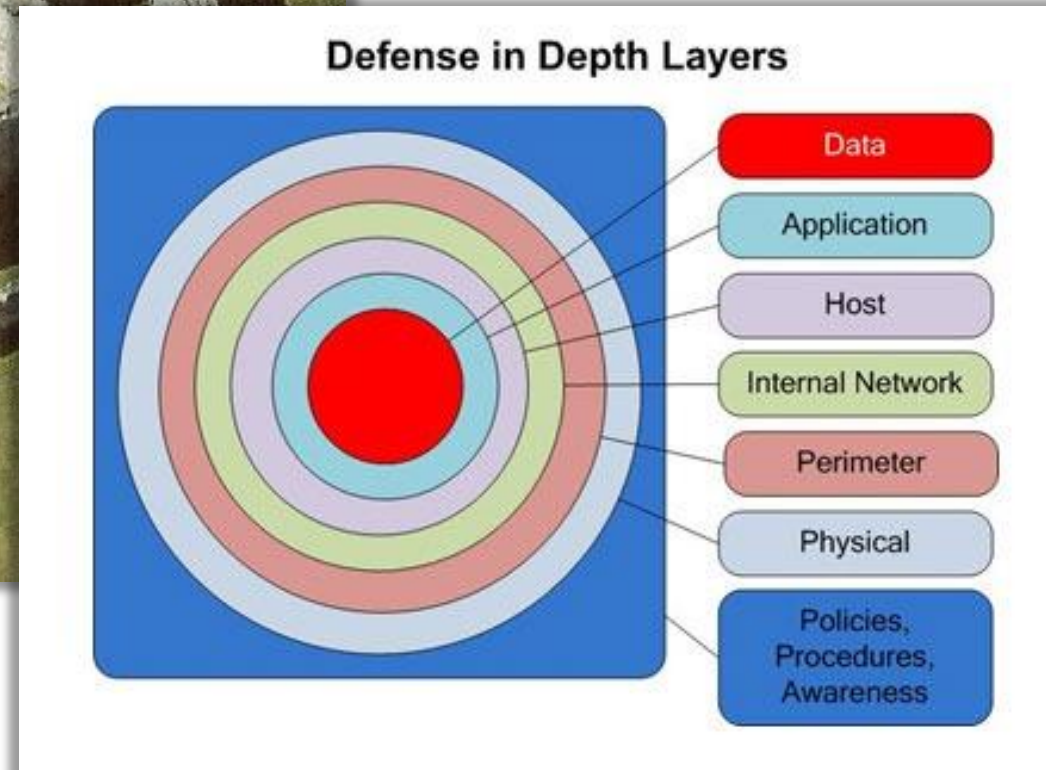 Defense in Depth Layers
Data
Application
Host
Internal Network
Perimeter
Physical
Policies,
Procedures,
Awareness